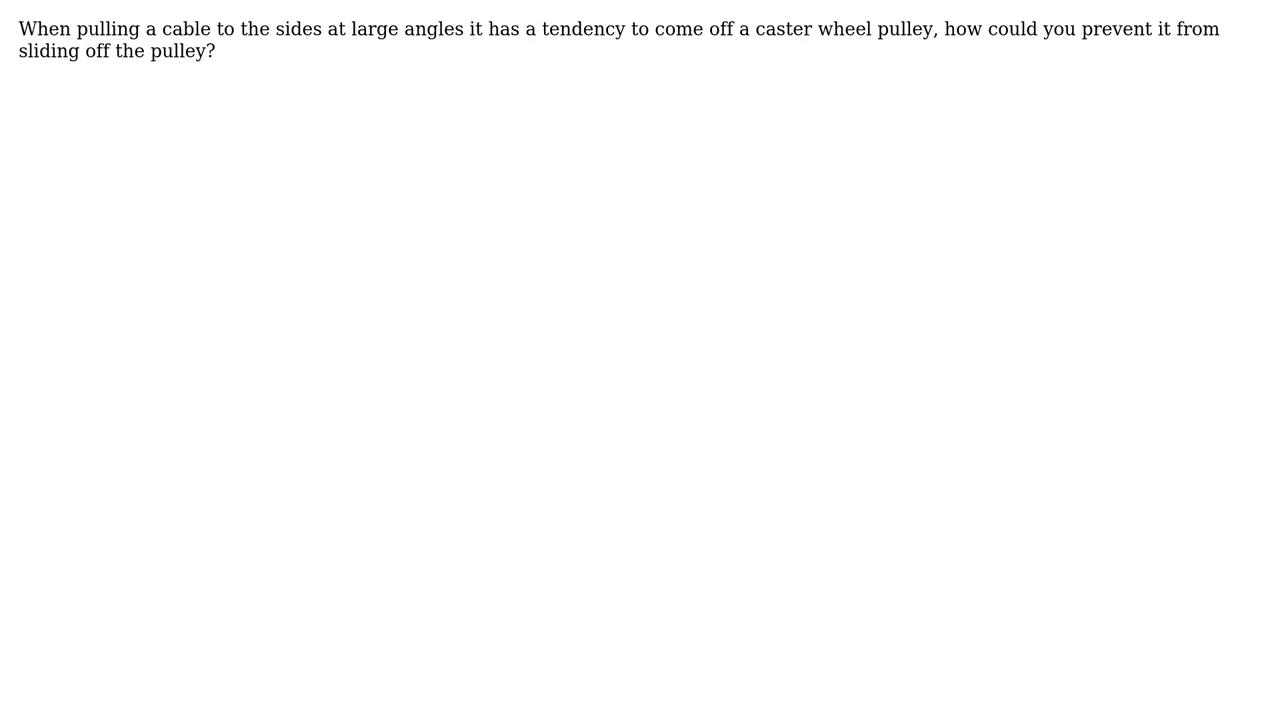 When pulling a cable to the sides at large angles it has a tendency to come off a caster wheel pulley, how could you prevent it from
sliding off the pulley?